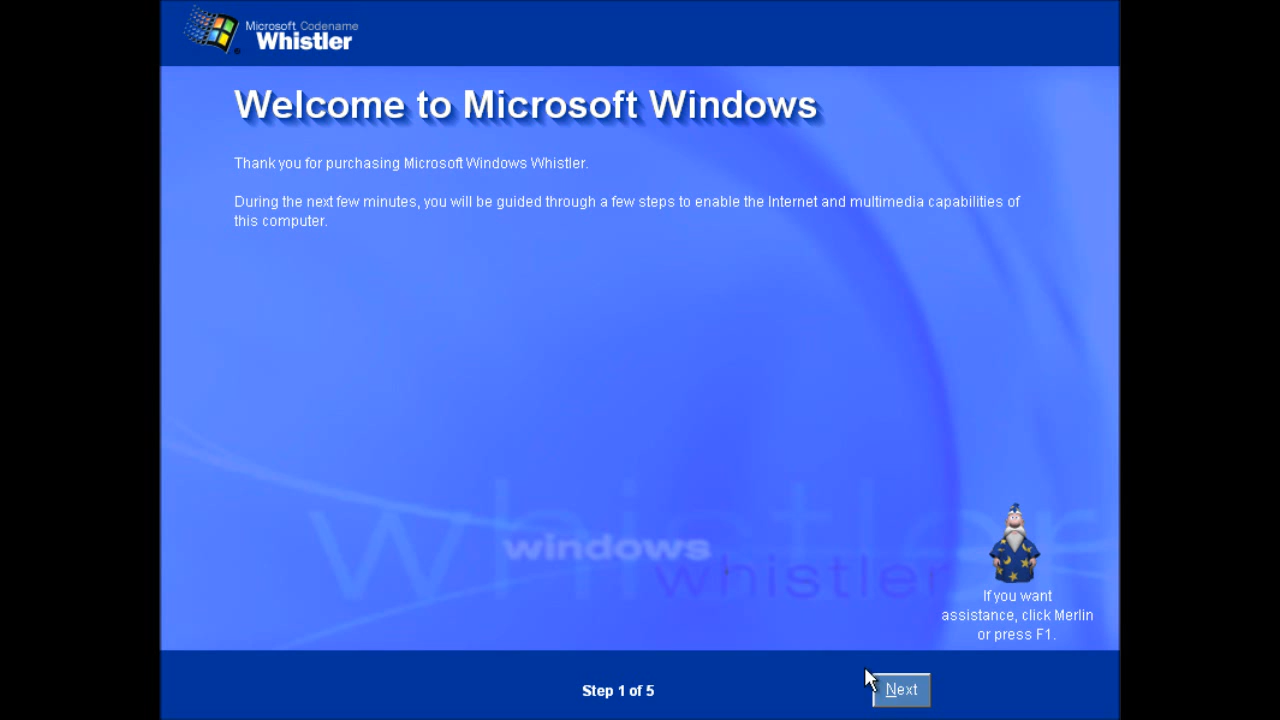 Microsoft Codename
Whistler
Welcome to Microsoft Windows
Thank you for purchasing Microsoft Windows Whistler.
During the next few minutes, you will be guided through a few steps to enable the Internet and multimedia capabilities of
this computer.
whistler
windows
whistler
If you want
assistance, click Merlin
or press F1.
Step 1 of 5
Next